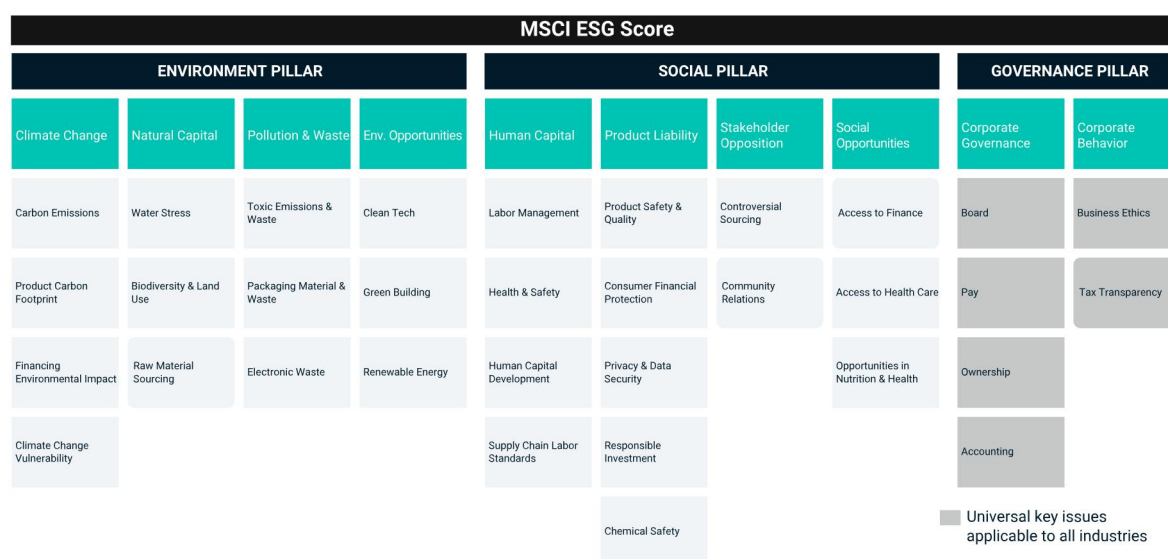 MSCI ESG Score
ENVIRONMENT PILLAR
SOCIAL PILLAR
GOVERNANCE PILLAR
Climate Change
Natural Capital
Pollution & Waste
Env. Opportunities
Human Capital
Product Liability
Stakeholder
Opposition
Social
Opportunities
Corporate
Governance
Corporate
Behavior
Carbon Emissions
Water Stress
Toxic Emissions &
Waste
Clean Tech
Labor Management
Product Safety &
Quality
Controversial
Sourcing
Access to Finance
Board
Business Ethics
Product Carbon
Footprint
Biodiversity & Land
Use
Packaging Material &
Waste
Green Building
Health & Safety
Consumer Financial
Protection
Community
Relations
Access to Health Care
Pay
Tax Transparency
Financing
Environmental Impact
Raw Material
Sourcing
Electronic Waste
Renewable Energy
Human Capital
Development
Privacy & Data
Security
Opportunities in
Nutrition & Health
Ownership
Climate Change
Vulnerability
Supply Chain Labor
Standards
Responsible
Investment
Accounting
Chemical Safety
Universal key issues
applicable to all industries